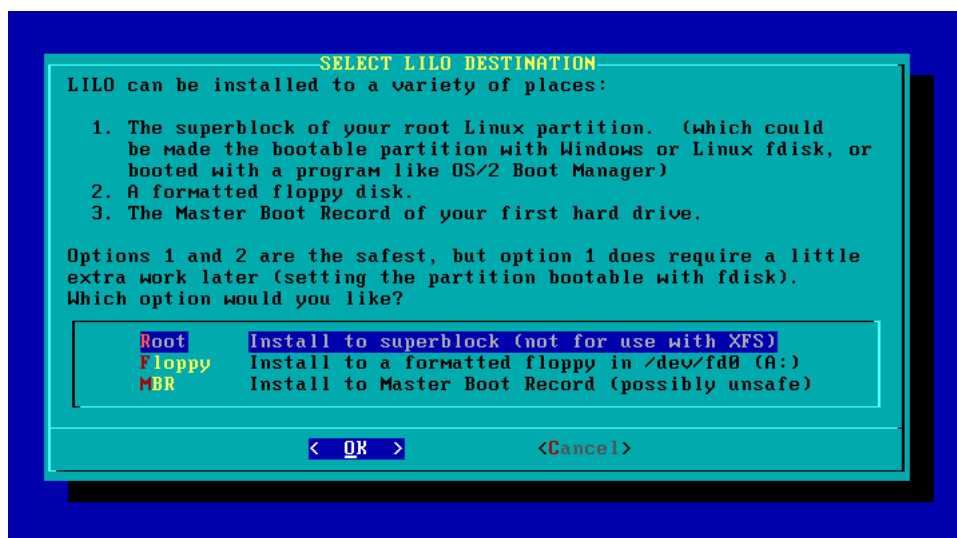 SELECT LILO DESTINATION
LILO can be installed to a variety of places:
1. The superblock of your root Linux partition. (which could
be made the bootable partition with Windows or Linux fdisk, or
booted with a program like OS/2 Boot Manager)
2. A formatted floppy disk.
3. The Master Boot Record of your first hard drive.
Options 1 and 2 are the safest, but option 1 does require a little
extra work later (setting the partition bootable with fdisk).
Which option would you like?
Root Install to superblock (not for use with XFS)
Floppy Install to a formatted floppy in /dev/fd0 (A:)
MBR Install to Master Boot Record (possibly unsafe)
< OK > <Cancel>